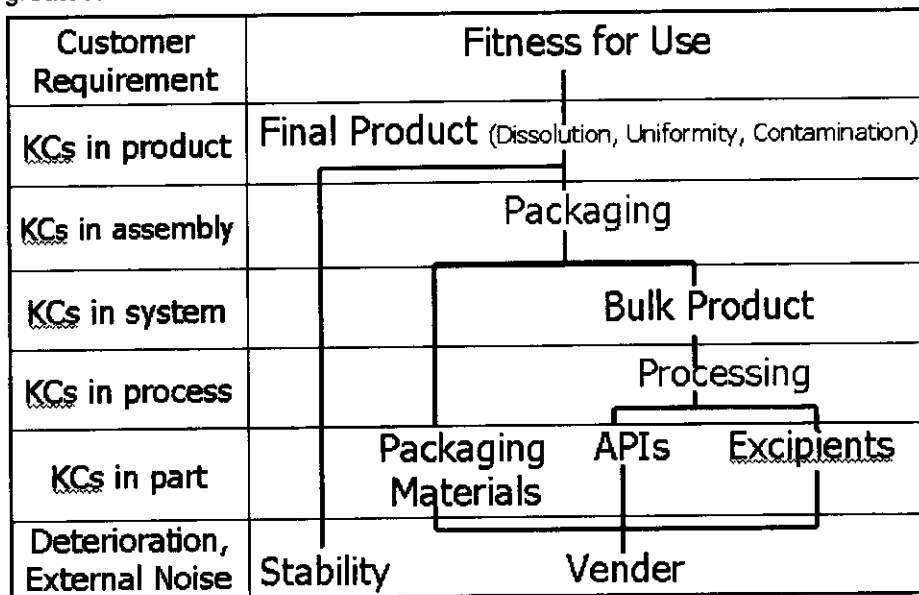 Customer
Requirement
Fitness for Use
KCs in product
Final Product (Dissolution, Uniformity, Contamination)
KCs in assembly
Packaging
KCs in system
Bulk Product
KCs in process
Processing
KCs in part
Packaging
Materials
APIs
Excipients
Deterioration,
External Noise
Stability
Vender